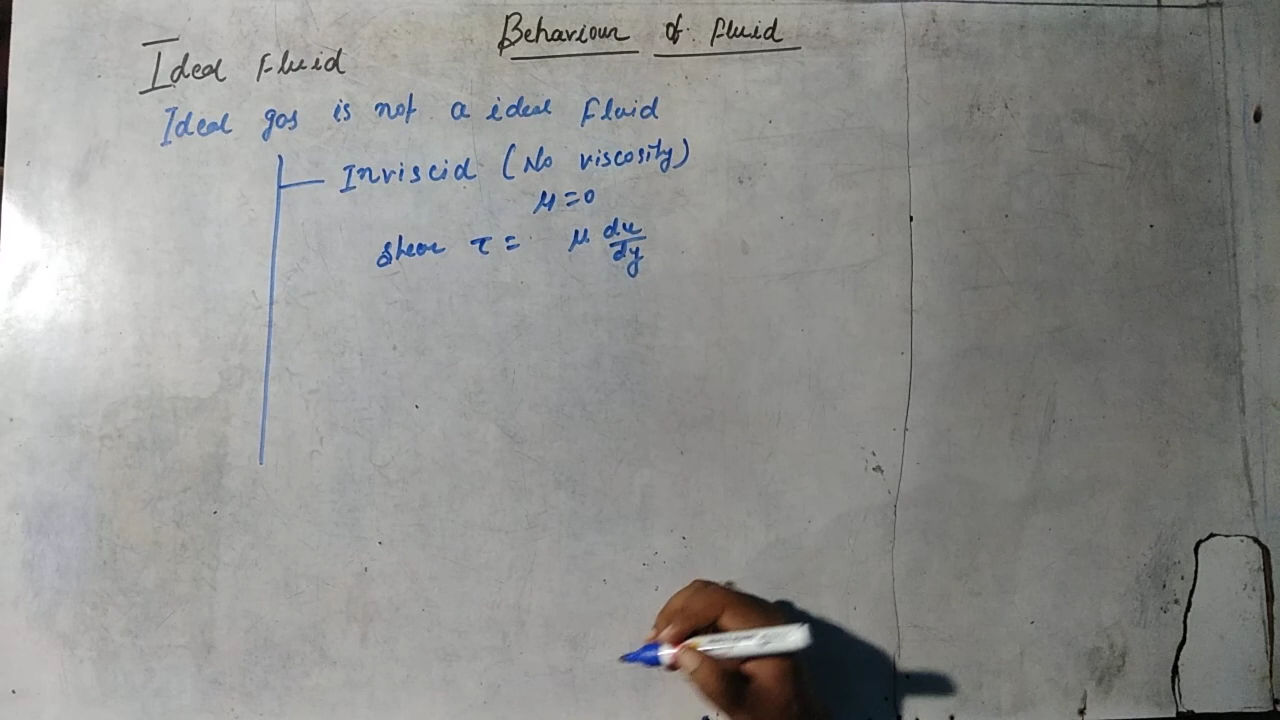 Behaviour of Fluid
Ideal Fluid
Ideal gas is not a ideal Fluid
Inviscid (No viscosity)
μ=0
Shear τ = μ du/dy